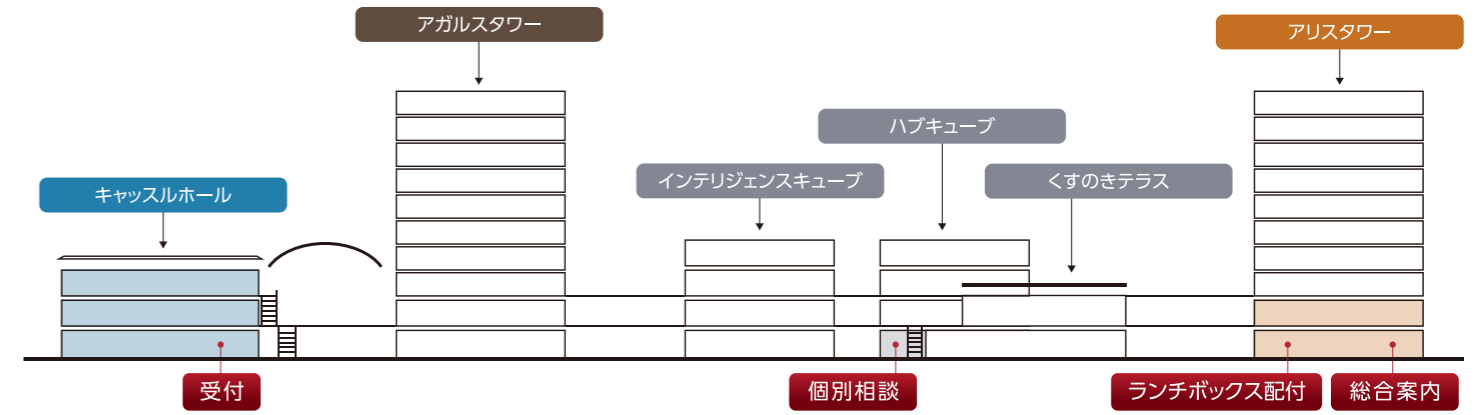 アガルスタワー
アリスタワー
ハブキューブ
インテリジェンスキューブ
くすのきテラス
キャッスルホール
受付
個別相談
ランチボックス配付
総合案内